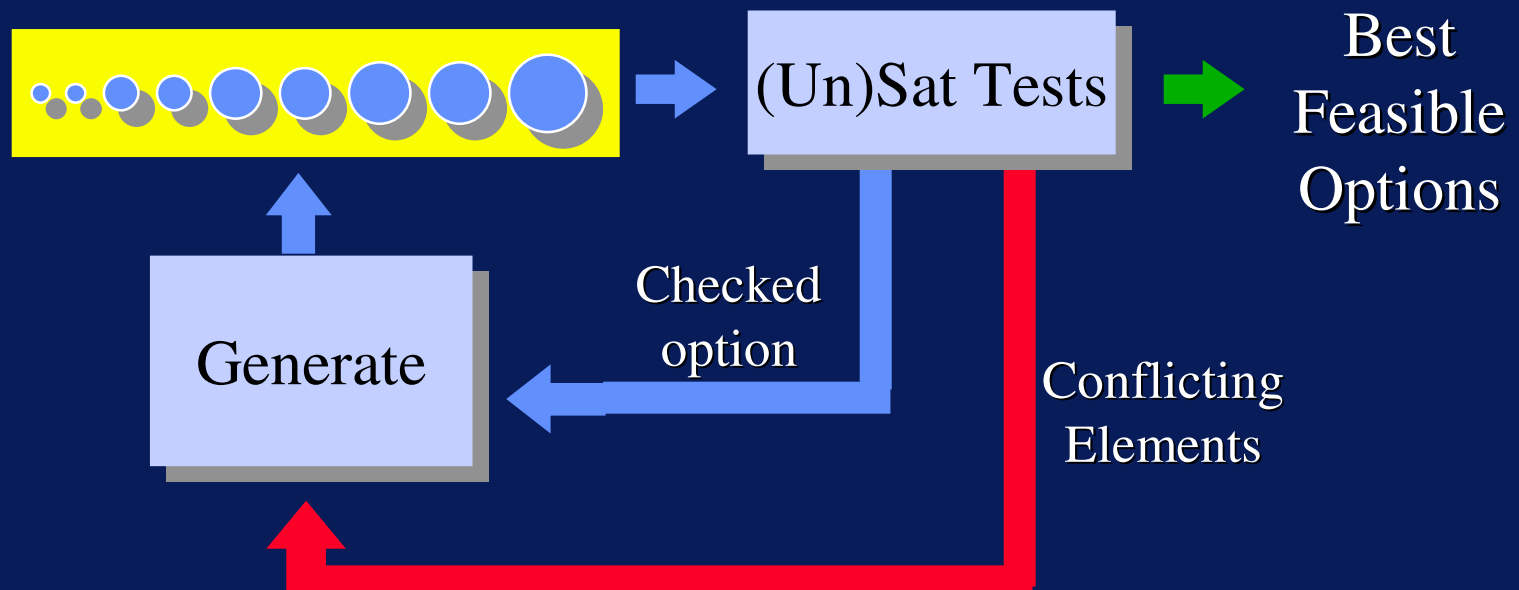 (Un)Sat Tests
Best
Feasible
Options
Generate
Checked
option
Conflicting
Elements